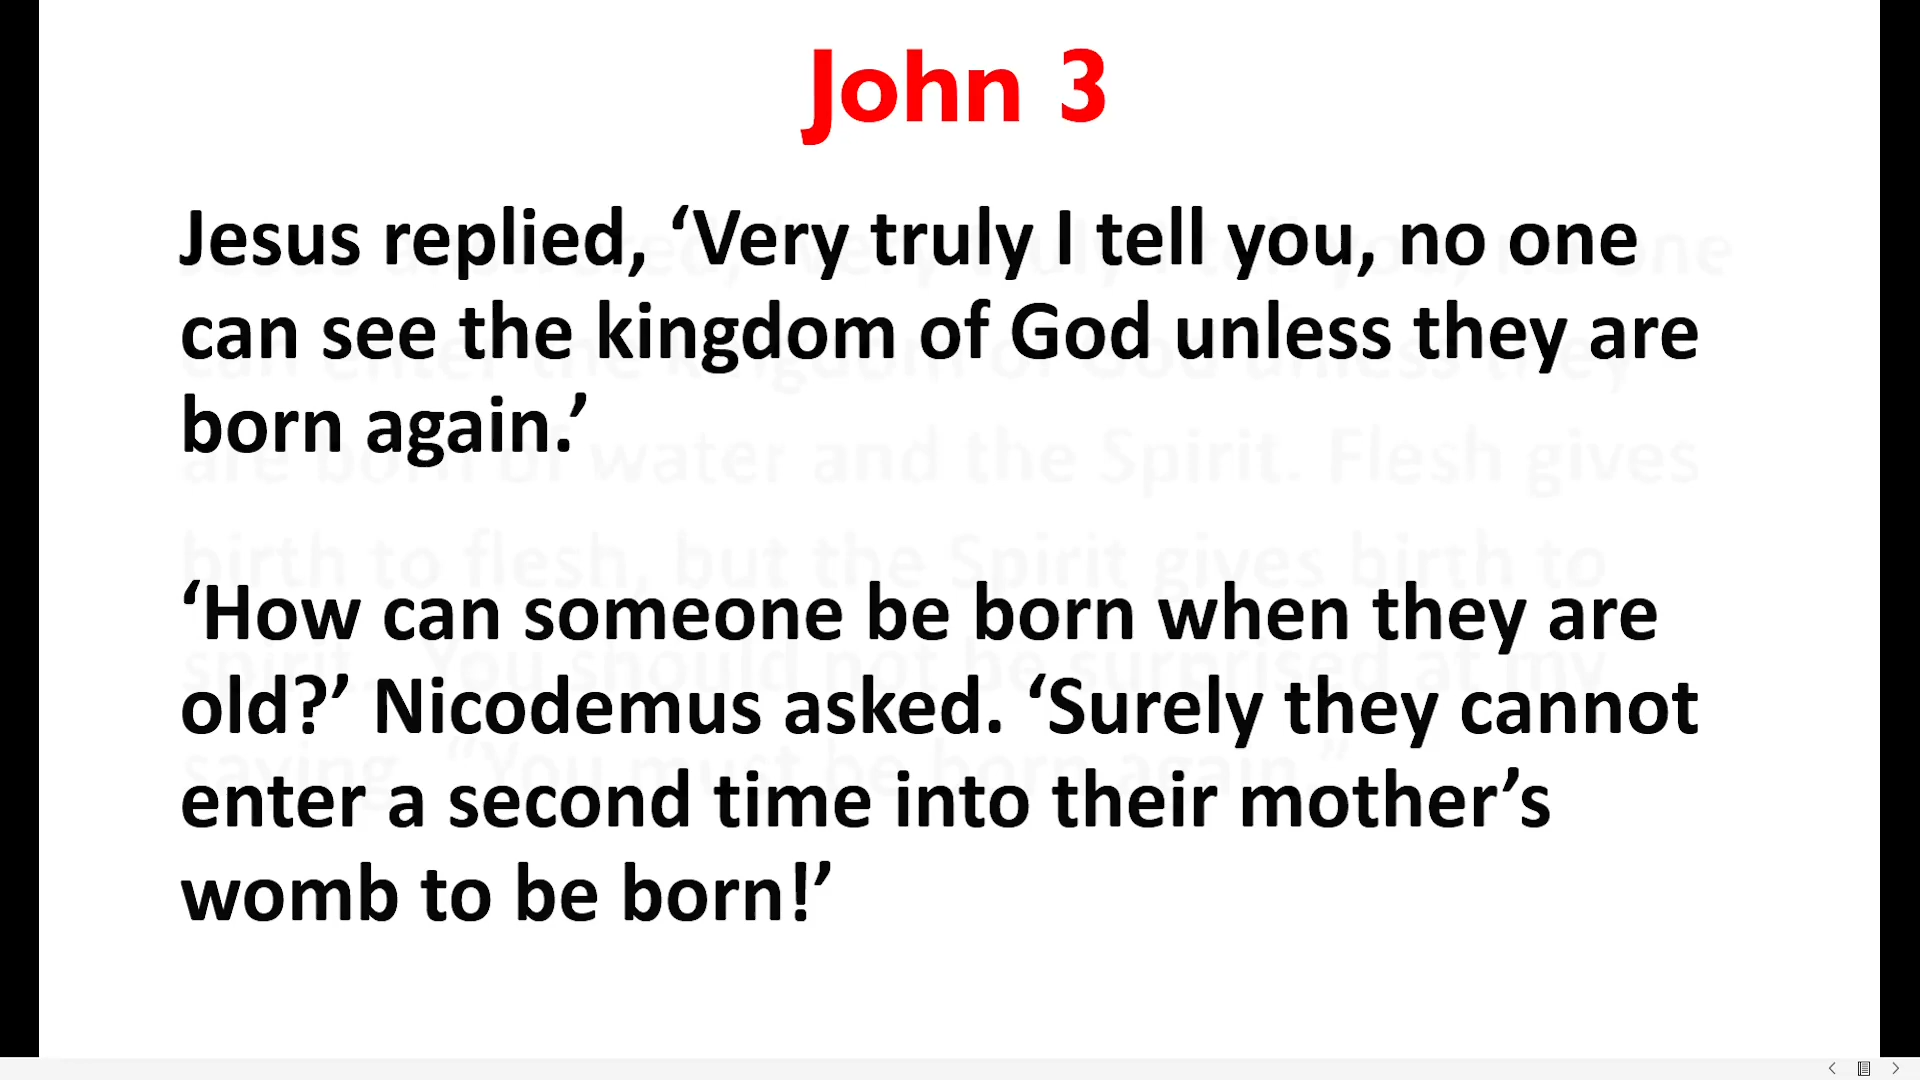 John 3
Jesus replied, ‘Very truly I tell you, no one
can see the kingdom of God unless they are
born again.’
‘How can someone be born when they are
old?’ Nicodemus asked. ‘Surely they cannot
enter a second time into their mother’s
womb to be born!’